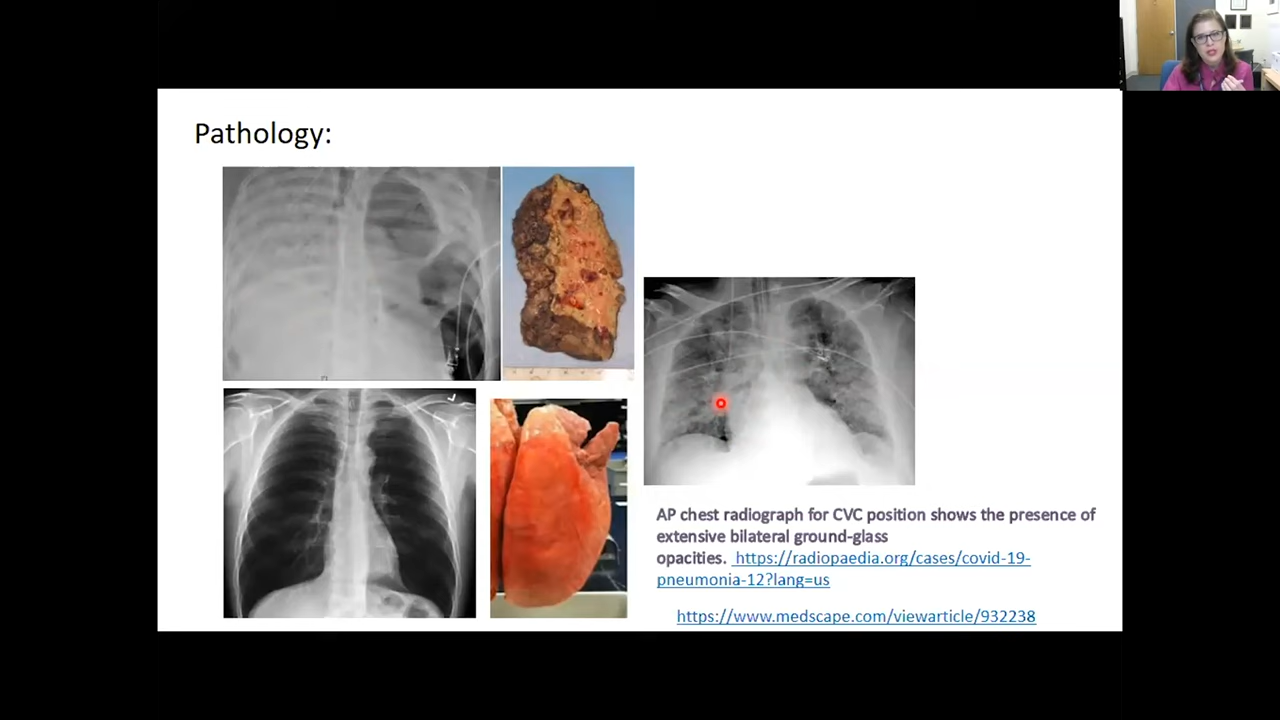 Pathology:
AP chest radiograph for CVC position shows the presence of
extensive bilateral ground-glass
opacities. https://radiopaedia.org/cases/covid-19-
pneumonia-12?lang=us
https://www.medscape.com/viewarticle/932238